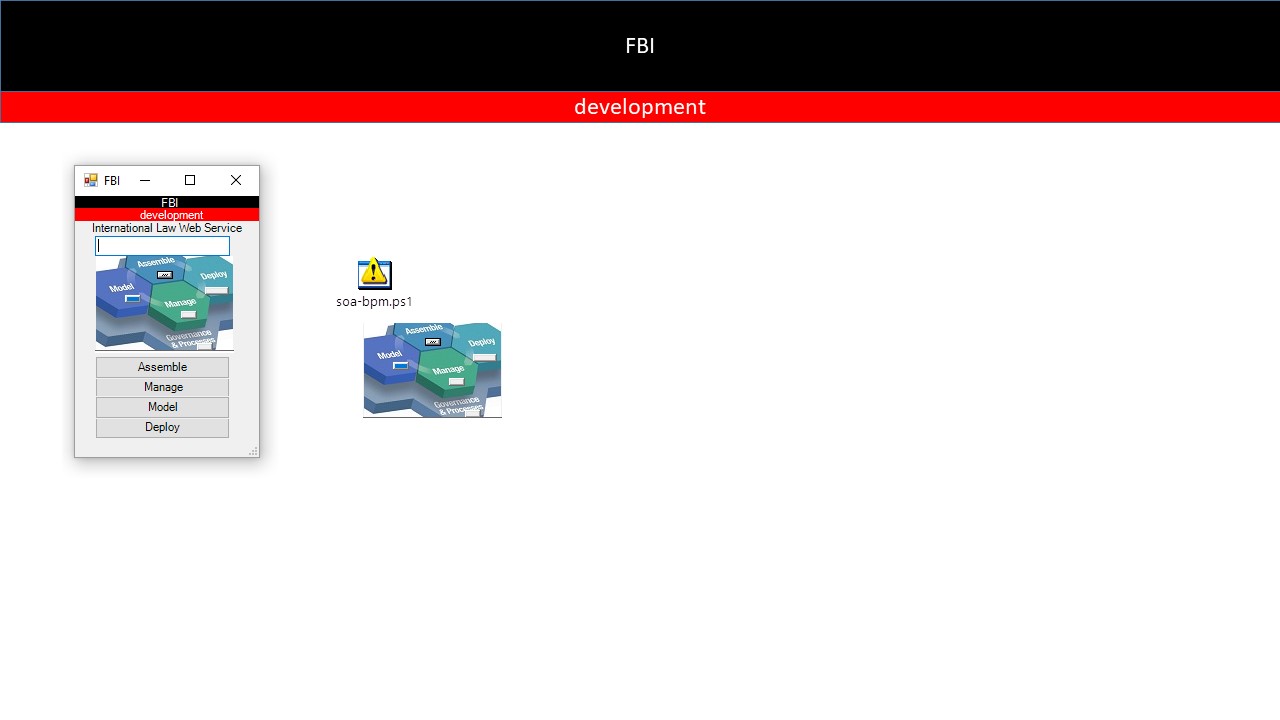 FBI
development
FBI
FBI
development
International Law Web Service
Assemble
Deploy
Model
Manage
Governance
& Processes
Assemble
Manage
Model
Deploy
soa-bpm.ps1
Assemble
Deploy
Model
Manage
Governance
& Processes